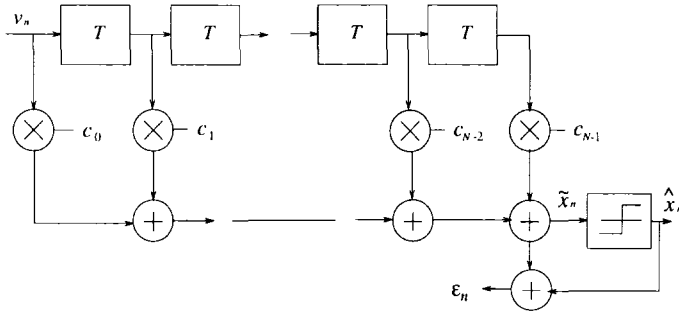 v_n
T T T T
c_0 c_1 c_{N-2} c_{N-1}
x̃_n x̂
ε_n